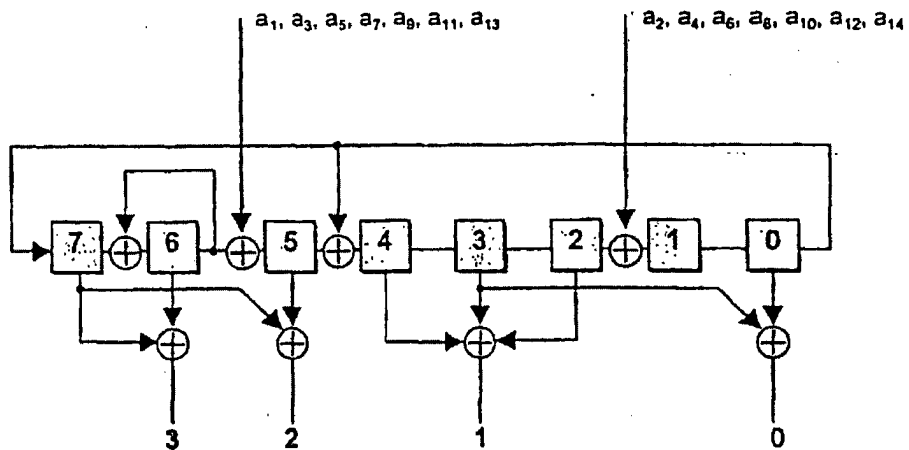 a₁, a₃, a₅, a₇, a₉, a₁₁, a₁₃ a₂, a₄, a₆, a₈, a₁₀, a₁₂, a₁₄
7 6 5 4 3 2 1 0
3 2 1 0